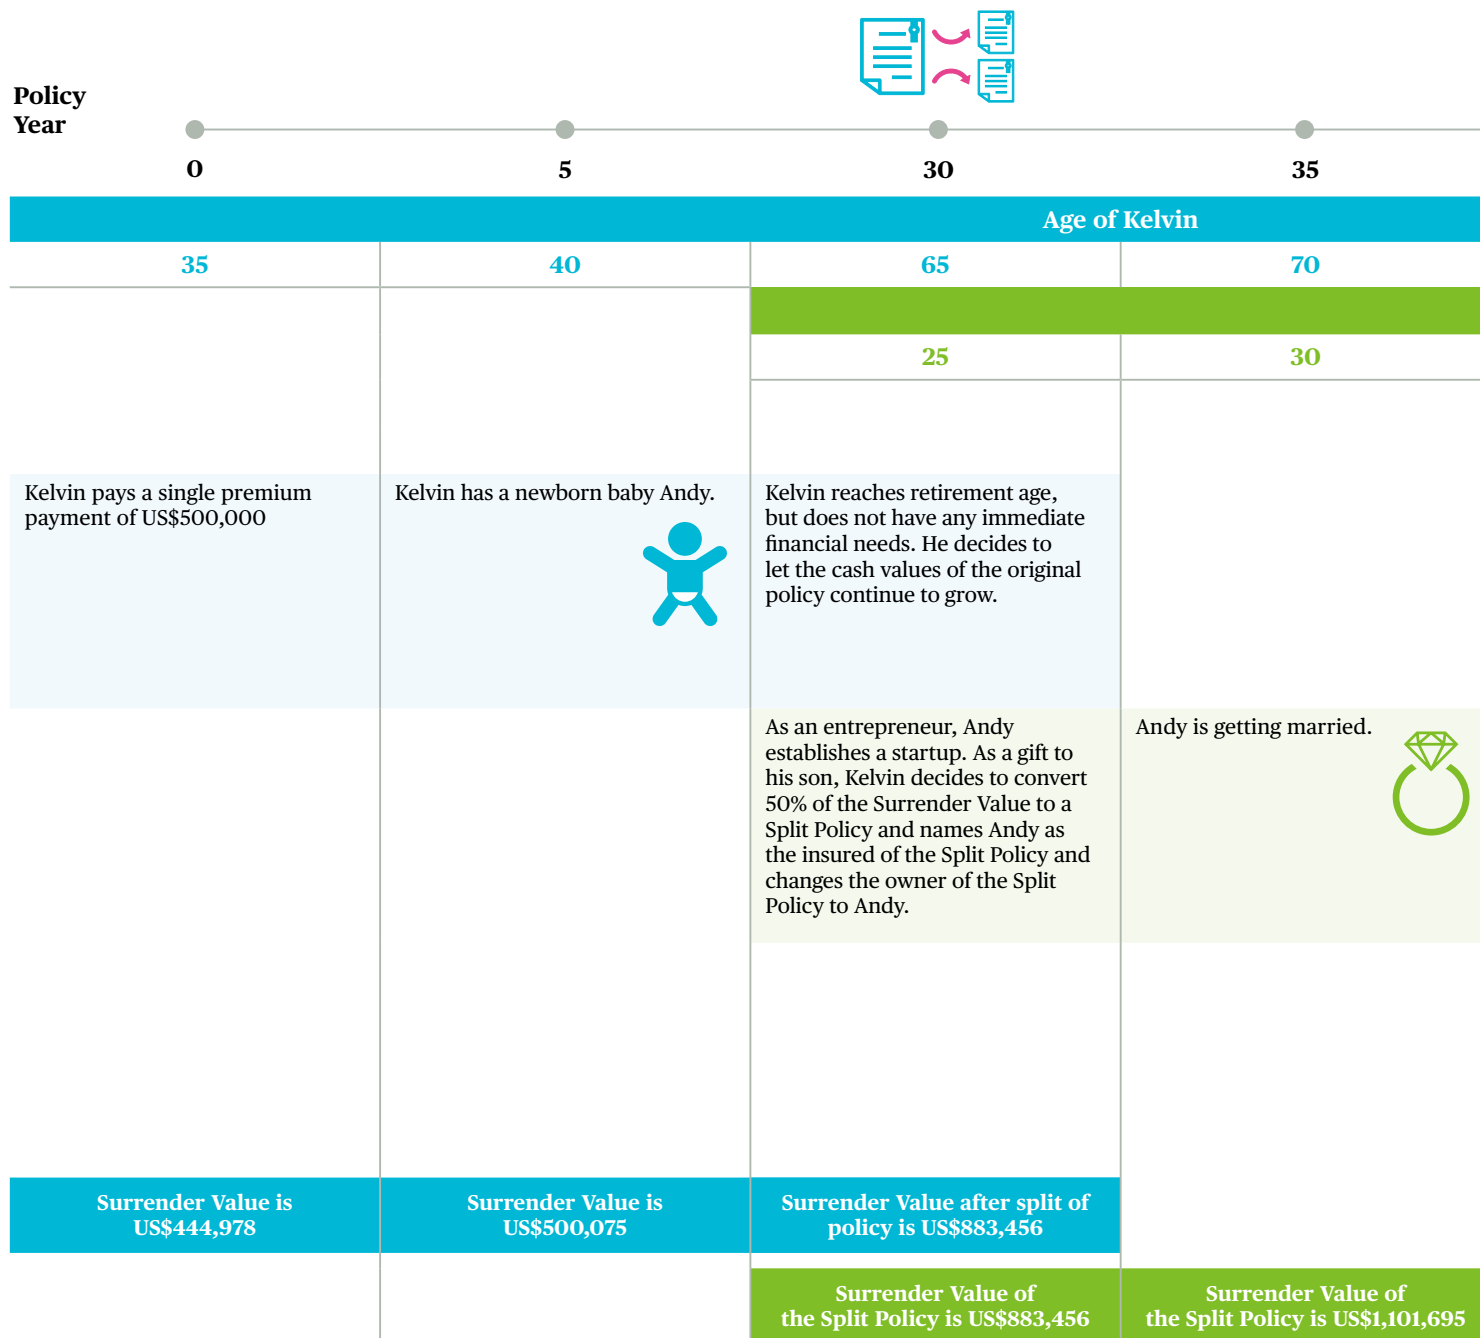 Policy
Year
0
5
30
35
Age of Kelvin
35
40
65
70
25
30
Kelvin pays a single premium
payment of US$500,000
Kelvin has a newborn baby Andy.
Kelvin reaches retirement age,
but does not have any immediate
financial needs. He decides to
let the cash values of the original
policy continue to grow.
As an entrepreneur, Andy
establishes a startup. As a gift to
his son, Kelvin decides to convert
50% of the Surrender Value to a
Split Policy and names Andy as
the insured of the Split Policy and
changes the owner of the Split
Policy to Andy.
Andy is getting married.
Surrender Value is
US$444,978
Surrender Value is
US$500,075
Surrender Value after split of
policy is US$883,456
Surrender Value of
the Split Policy is US$883,456
Surrender Value of
the Split Policy is US$1,101,695